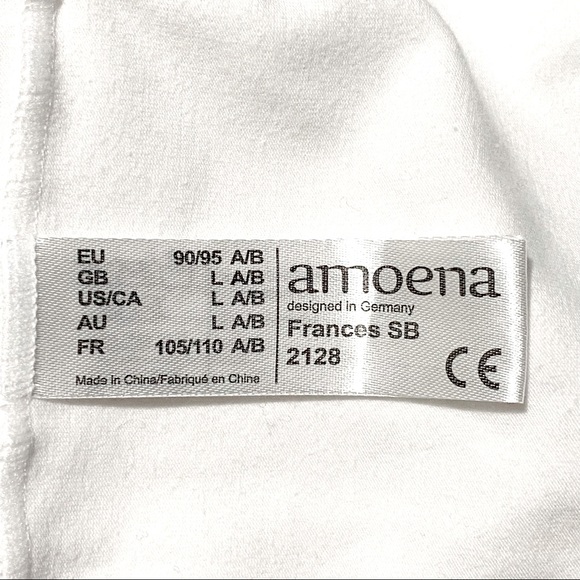 EU 90/95 A/B
GB L A/B
US/CA L A/B
AU L A/B
FR 105/110 A/B
Made in China/Fabriqué en Chine
amoena
designed in Germany
Frances SB
2128
CE